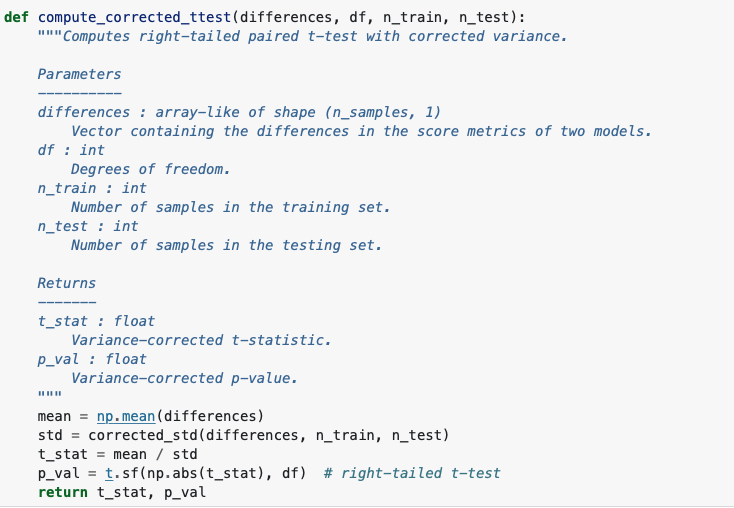 def compute_corrected_ttest(differences, df, n_train, n_test):
    """Computes right-tailed paired t-test with corrected variance.

    Parameters
    ----------
    differences : array-like of shape (n_samples, 1)
        Vector containing the differences in the score metrics of two models.
    df : int
        Degrees of freedom.
    n_train : int
        Number of samples in the training set.
    n_test : int
        Number of samples in the testing set.

    Returns
    -------
    t_stat : float
        Variance-corrected t-statistic.
    p_val : float
        Variance-corrected p-value.
    """
    mean = np.mean(differences)
    std = corrected_std(differences, n_train, n_test)
    t_stat = mean / std
    p_val = t.sf(np.abs(t_stat), df)  # right-tailed t-test
    return t_stat, p_val